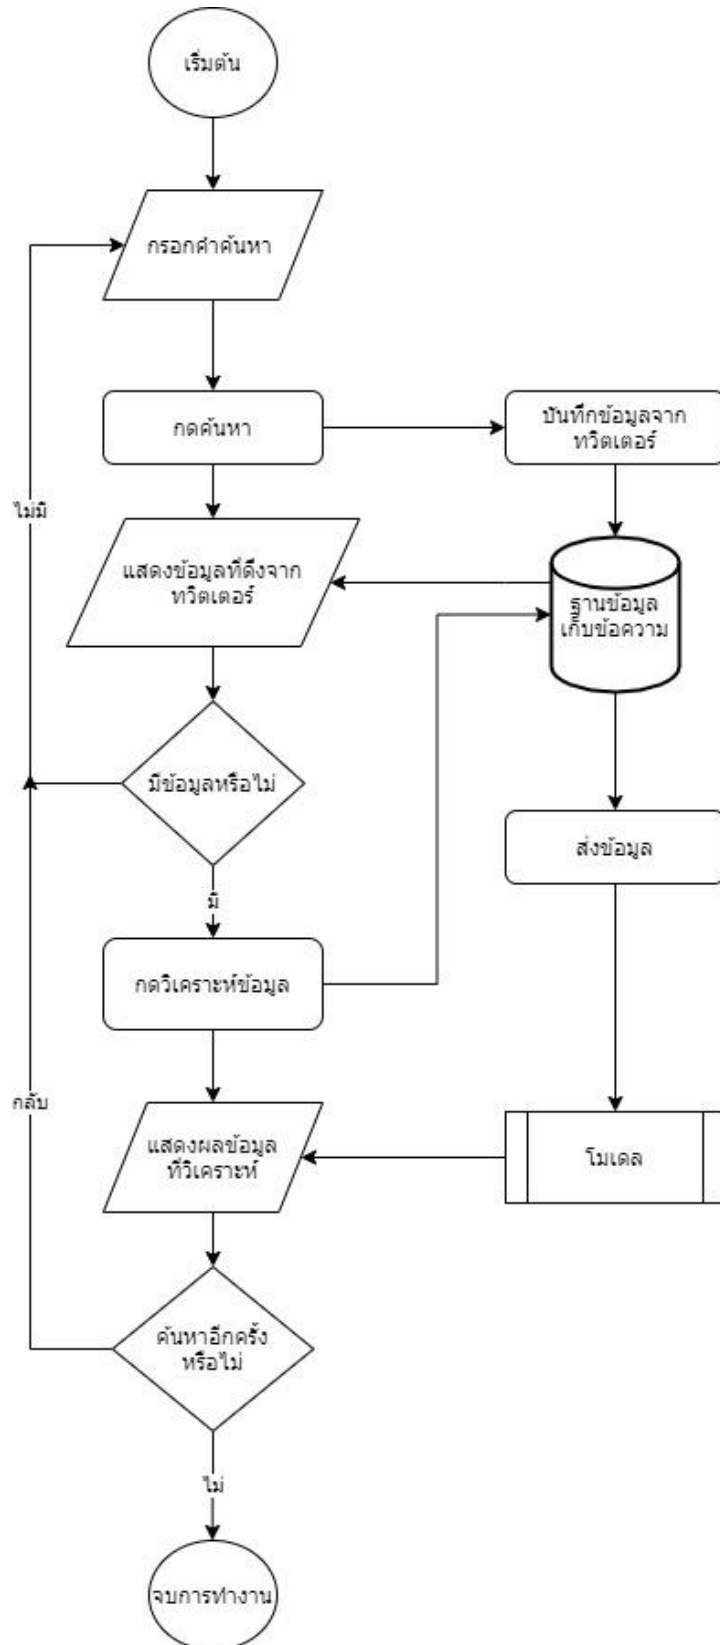 เริ่มต้น
กรอกคำค้นหา
กดค้นหา
บันทึกข้อมูลจาก
ทวิตเตอร์
ไม่มี
แสดงข้อมูลที่ดึงจาก
ทวิตเตอร์
ฐานข้อมูล
เก็บข้อความ
มีข้อมูลหรือไม่
ส่งข้อมูล
มี
กดวิเคราะห์ข้อมูล
กลับ
แสดงผลข้อมูล
ที่วิเคราะห์
โมเดล
ค้นหาอีกครั้ง
หรือไม่
ไม่
จบการทำงาน